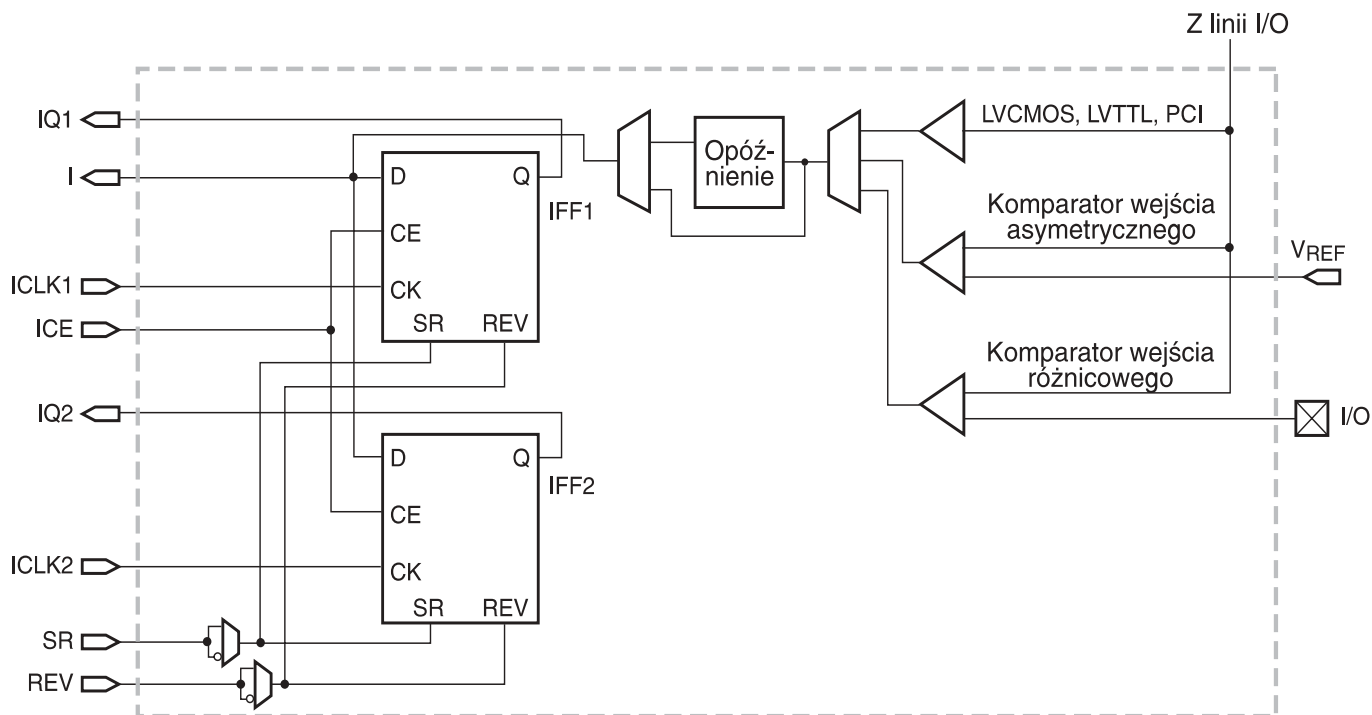 Z linii I/O
IQ1
LVCMOS, LVTTL, PCI
Opóź-
nienie
I
D
Q
IFF1
Komparator wejścia
asymetrycznego
CE
VREF
ICLK1
CK
ICE
SR
REV
Komparator wejścia
różnicowego
IQ2
I/O
D
Q
IFF2
CE
ICLK2
CK
SR
REV
SR
REV